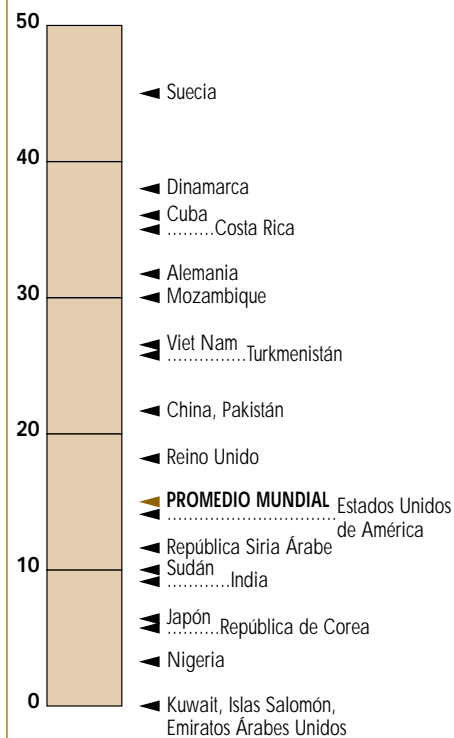 50
Suecia
40
Dinamarca
Cuba
.........Costa Rica
Alemania
30
Mozambique
Viet Nam
...............Turkmenistán
China, Pakistán
20
Reino Unido
PROMEDIO MUNDIAL
..............................Estados Unidos
de América
República Siria Árabe
10
Sudán
............India
Japón
..........República de Corea
Nigeria
0
Kuwait, Islas Salomón,
Emiratos Árabes Unidos